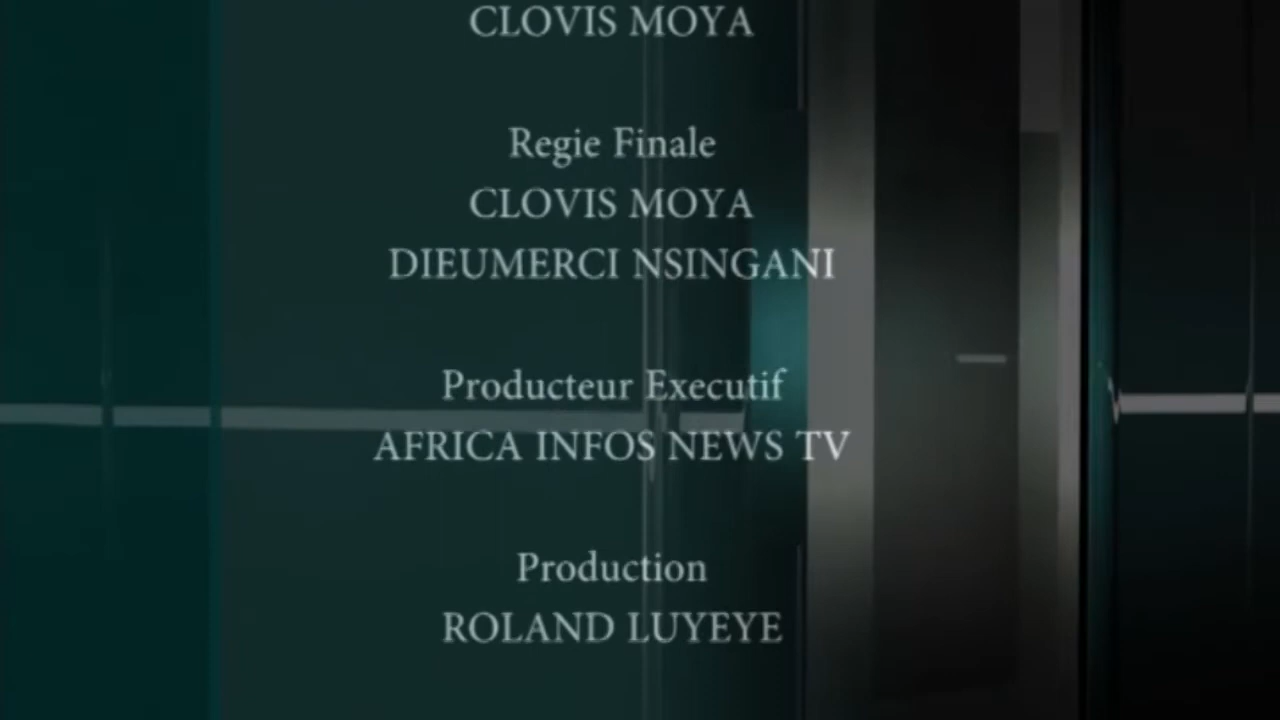 CLOVIS MOYA
Regie Finale
CLOVIS MOYA
DIEUMERCI NSINGANI
Producteur Executif
AFRICA INFOS NEWS TV
Production
ROLAND LUYEYE